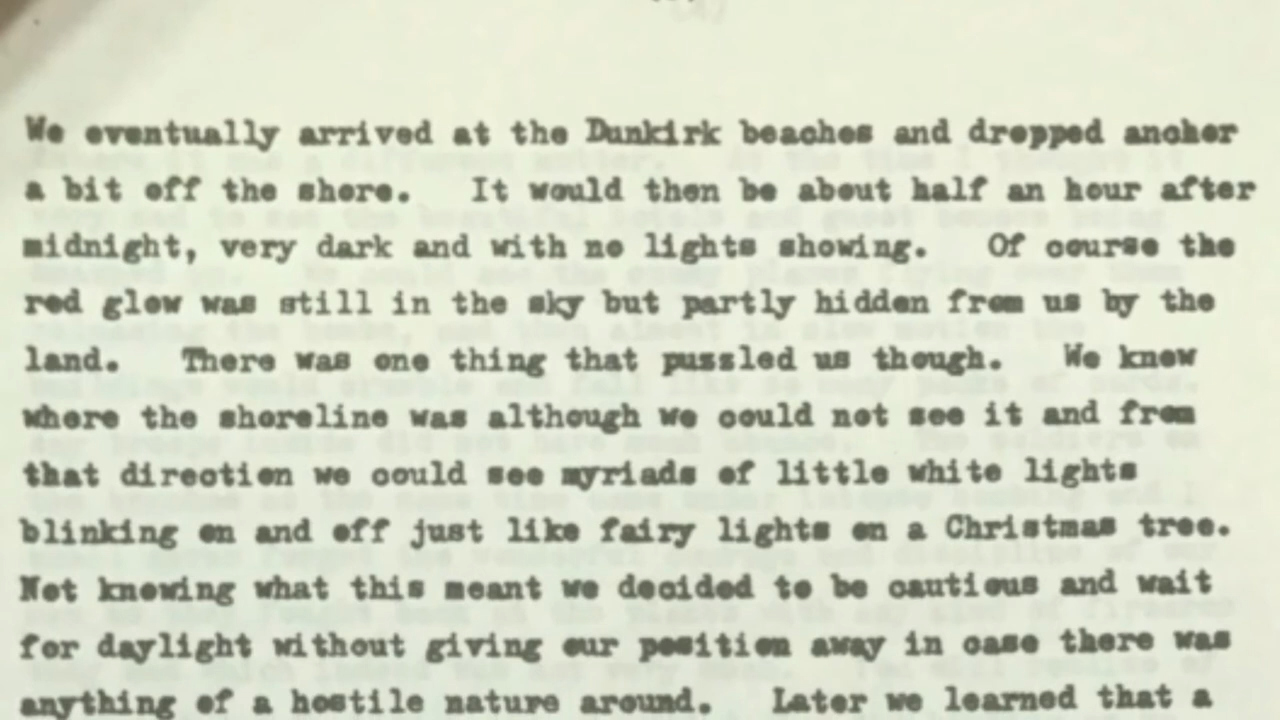 We eventually arrived at the Dunkirk beaches and dropped anchor
a bit off the shore. It would then be about half an hour after
midnight, very dark and with no lights showing. Of course the
red glow was still in the sky but partly hidden from us by the
land. There was one thing that puzzled us though. We knew
where the shoreline was although we could not see it and from
that direction we could see myriads of little white lights
blinking on and off just like fairy lights on a Christmas tree.
Not knowing what this meant we decided to be cautious and wait
for daylight without giving our position away in case there was
anything of a hostile nature around. Later we learned that a